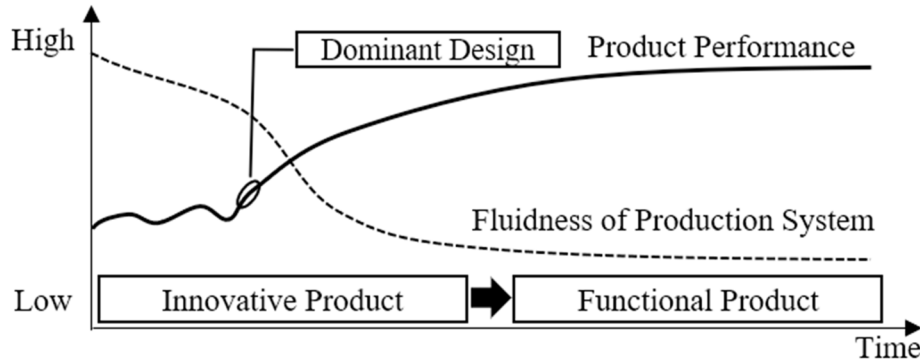 High
Dominant Design
Product Performance
Fluidness of Production System
Low
Innovative Product
Functional Product
Time